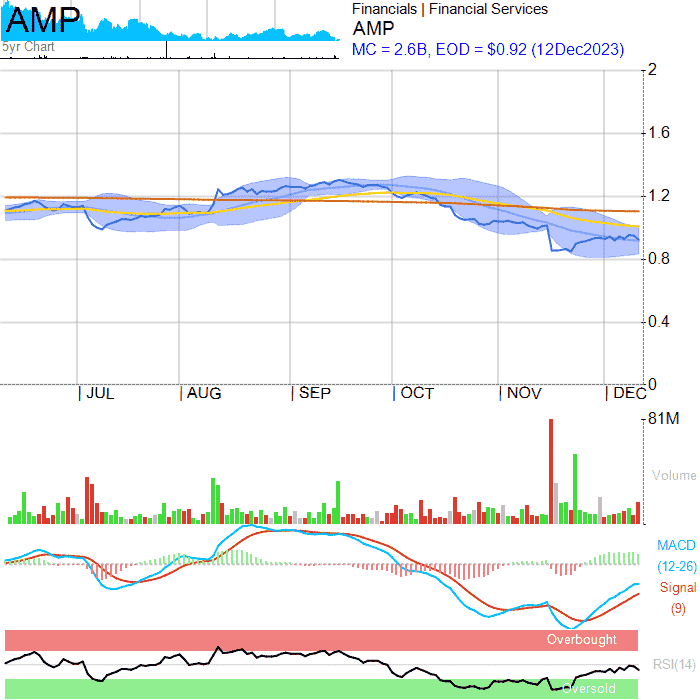 AMP
5yr Chart
Financials | Financial Services
AMP
MC = 2.6B, EOD = $0.92 (12Dec2023)
2
1.6
1.2
0.8
0.4
0
| JUL
| AUG
| SEP
| OCT
| NOV
| DEC
81M
Volume
MACD
(12-26)
Signal
(9)
Overbought
RSI(14)
Oversold